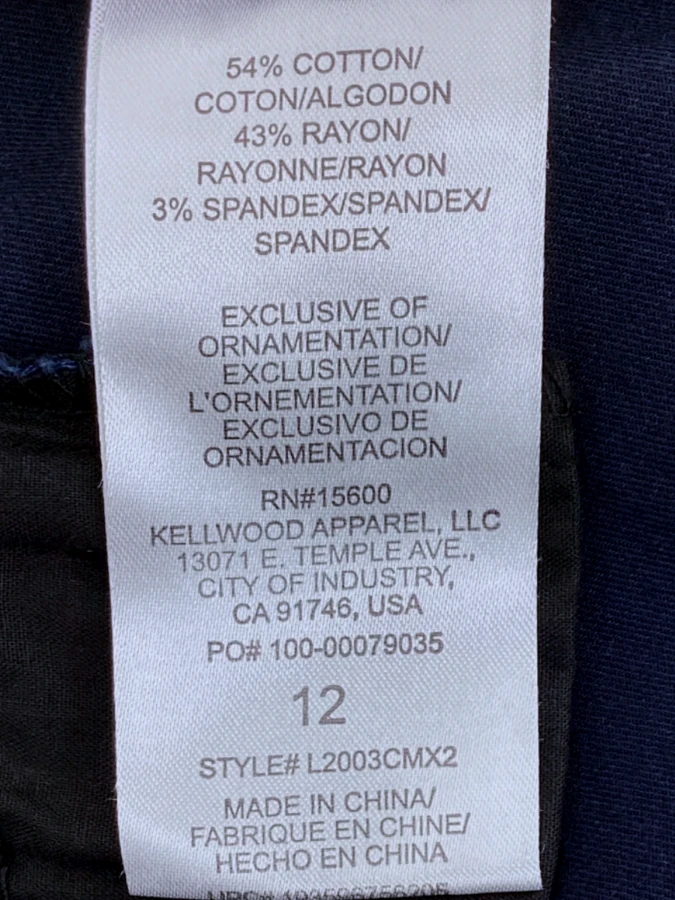 54% COTTON/
COTON/ALGODON
43% RAYON/
RAYONNE/RAYON
3% SPANDEX/SPANDEX/
SPANDEX
EXCLUSIVE OF
ORNAMENTATION/
EXCLUSIVE DE
L'ORNEMENTATION/
EXCLUSIVO DE
ORNAMENTACION
RN#15600
KELLWOOD APPAREL, LLC
13071 E. TEMPLE AVE.,
CITY OF INDUSTRY,
CA 91746, USA
PO# 100-00079035
12
STYLE# L2003CMX2
MADE IN CHINA/
FABRIQUE EN CHINE/
HECHO EN CHINA